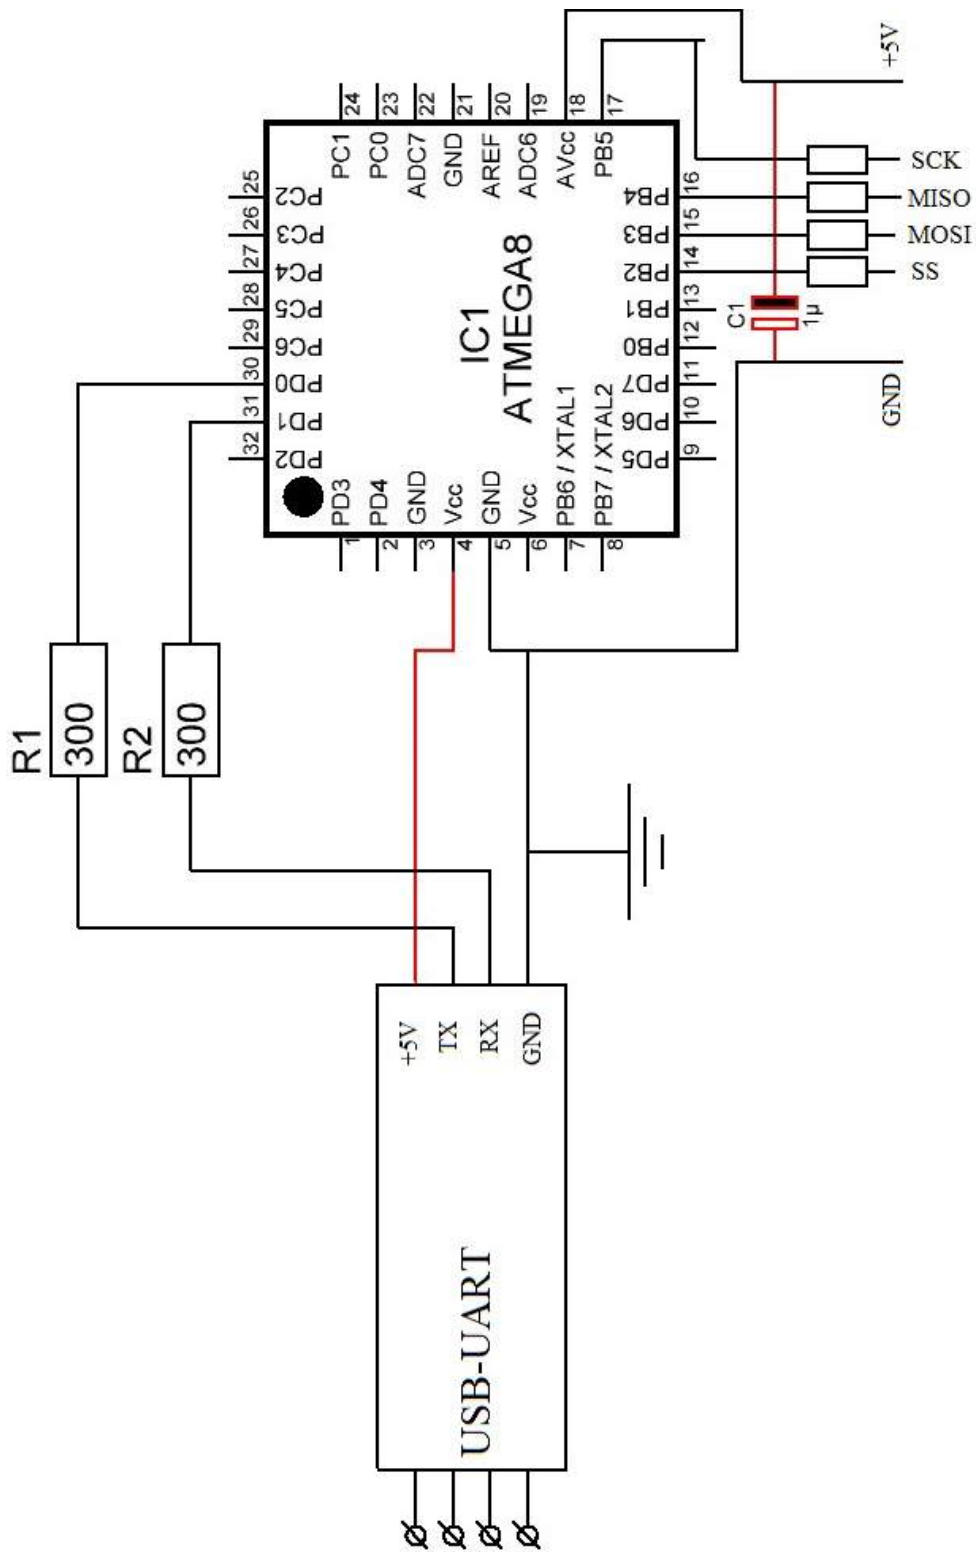 +5V
24
23
22
21
20
19
18
17
PC1
PC0
ADC7
GND
AREF
ADC6
AVcc
PB5
SCK
MISO
MOSI
SS
25
26
27
28
29
30
31
32
PC2
PC3
PC4
PC5
PC6
PD0
PD1
PD2
IC1
ATMEGA8
PB4
PB3
PB2
PB1
PB0
PD7
PD6
PD5
16
15
14
13
12
11
10
9
C1
1µ
GND
PD3
PD4
GND
Vcc
GND
Vcc
PB6 / XTAL1
PB7 / XTAL2
1
2
3
4
5
6
7
8
R1
300
R2
300
+5V
TX
RX
GND
USB-UART